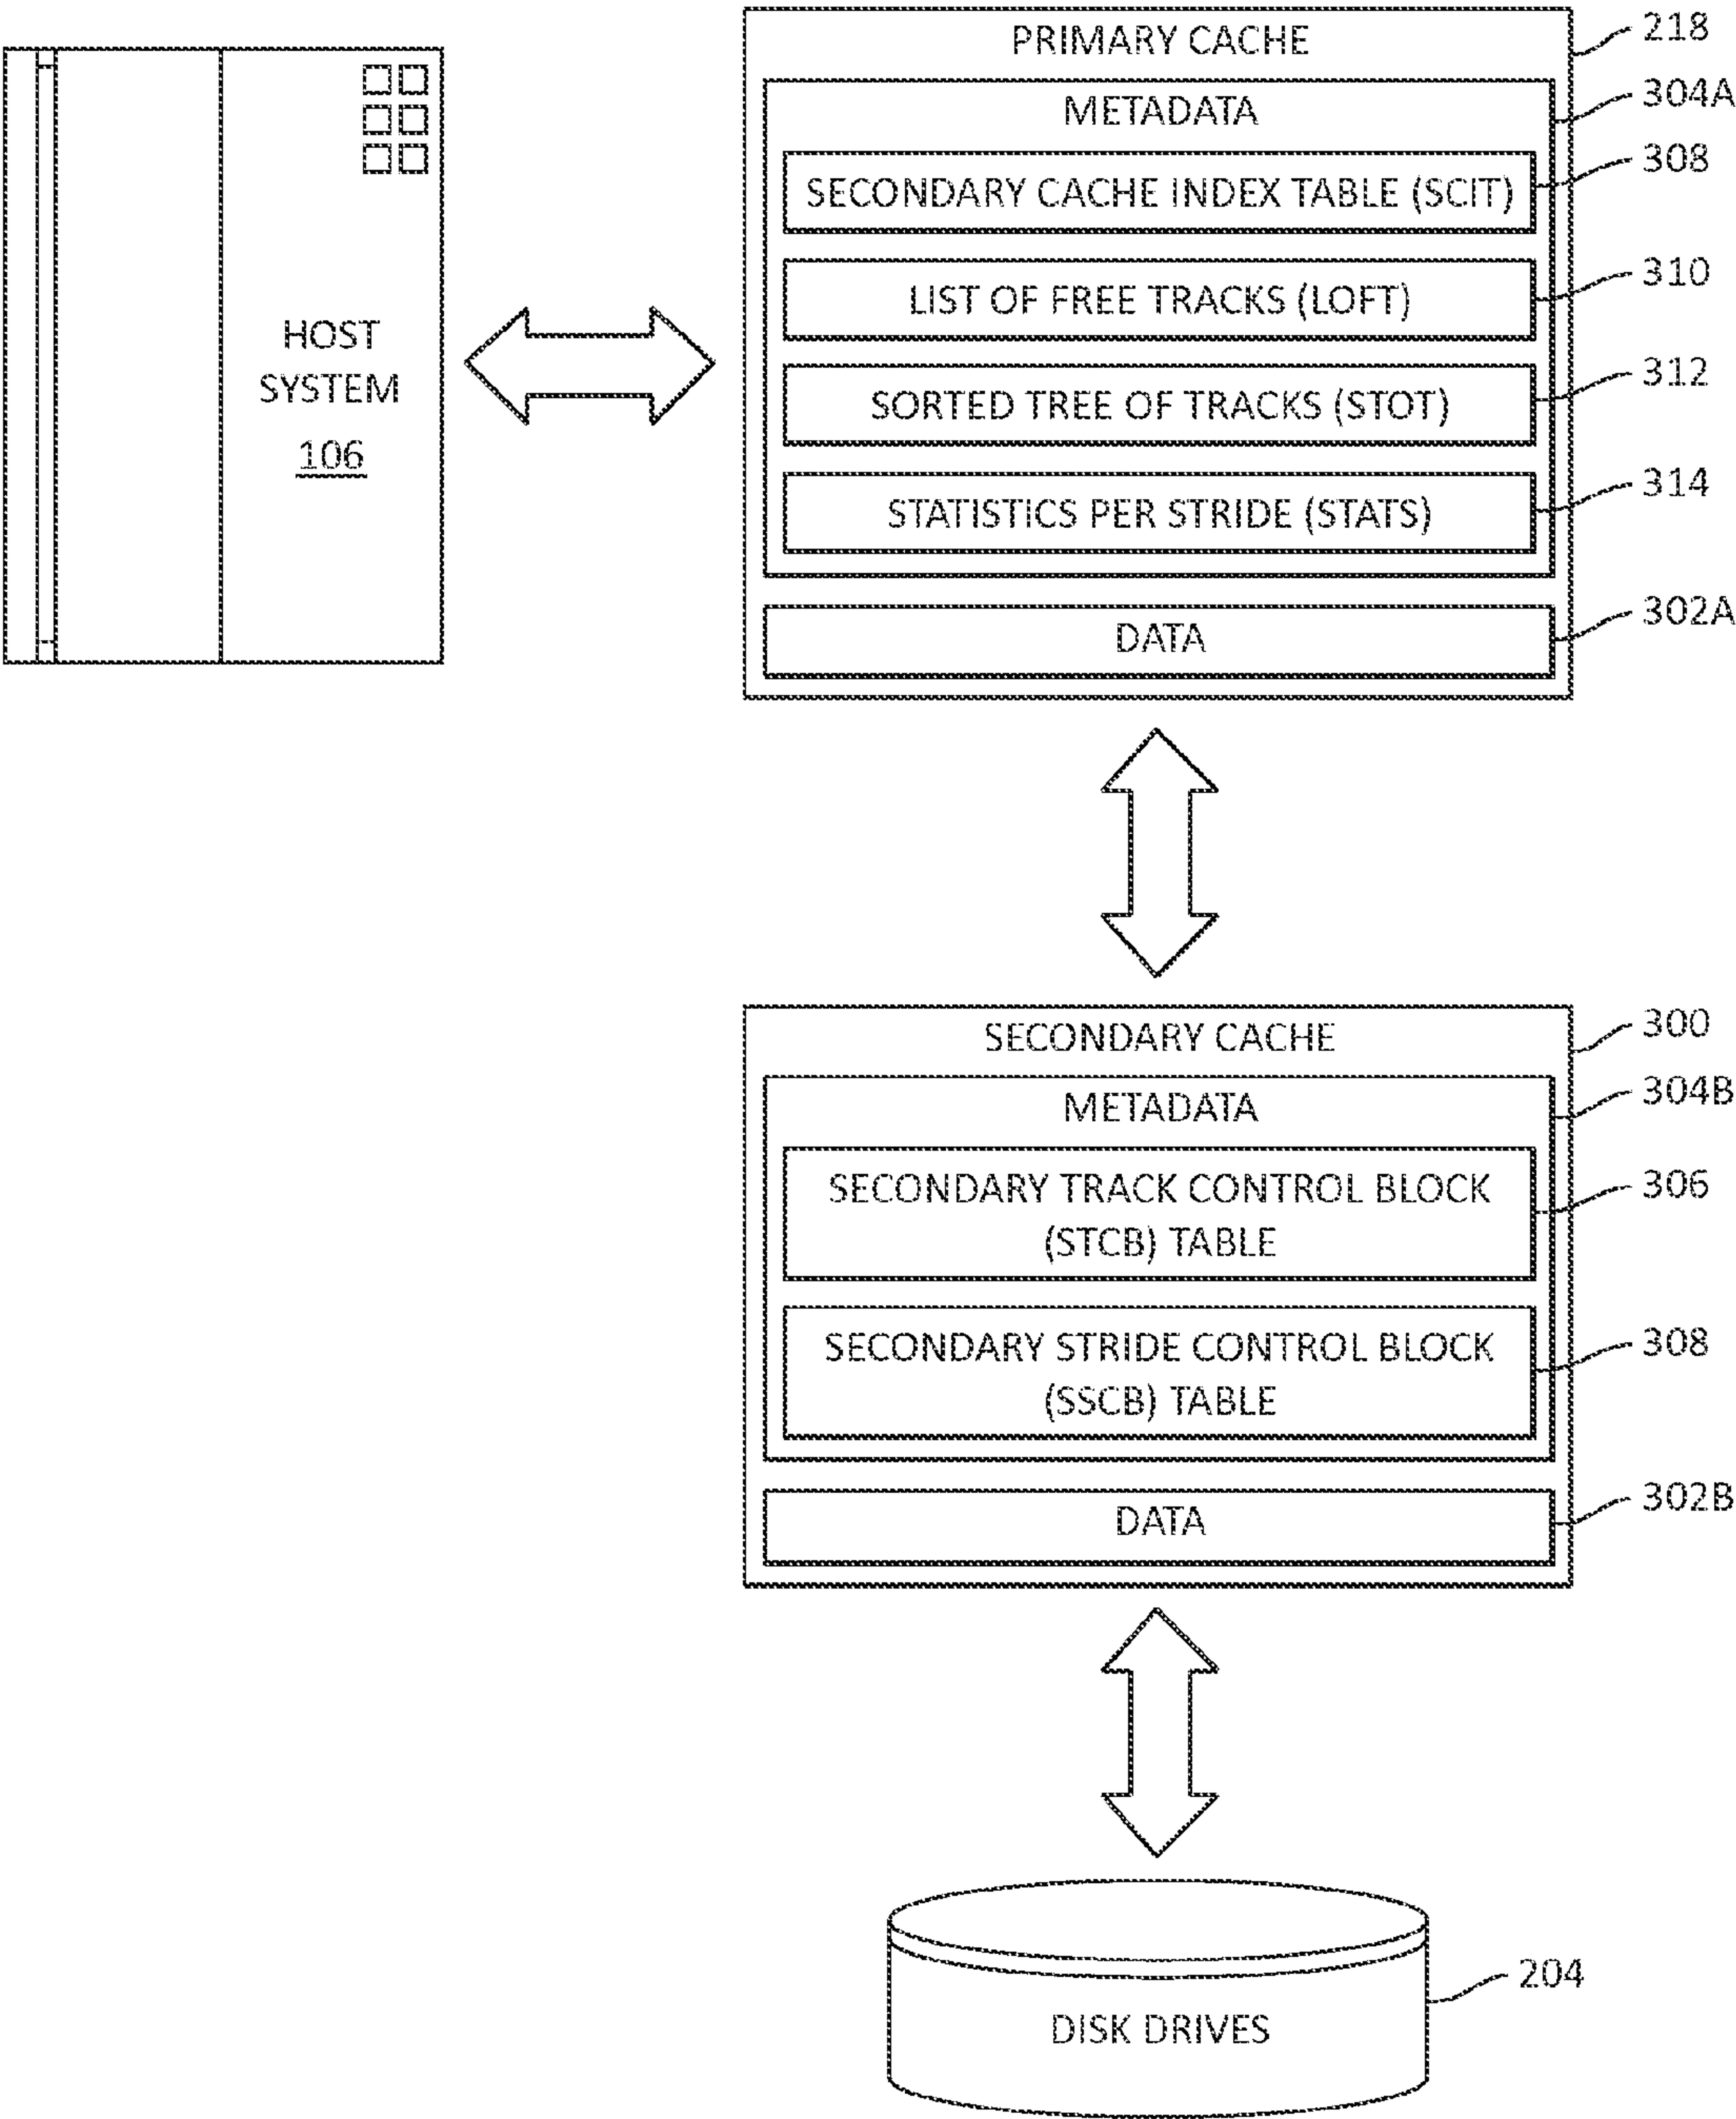 PRIMARY CACHE
218
METADATA
304A
SECONDARY CACHE INDEX TABLE (SCIT)
308
LIST OF FREE TRACKS (LOFT)
310
SORTED TREE OF TRACKS (STOT)
312
STATISTICS PER STRIDE (STATS)
314
DATA
302A
HOST
SYSTEM
106
SECONDARY CACHE
300
METADATA
304B
SECONDARY TRACK CONTROL BLOCK
(STCB) TABLE
306
SECONDARY STRIDE CONTROL BLOCK
(SSCB) TABLE
308
DATA
302B
DISK DRIVES
204